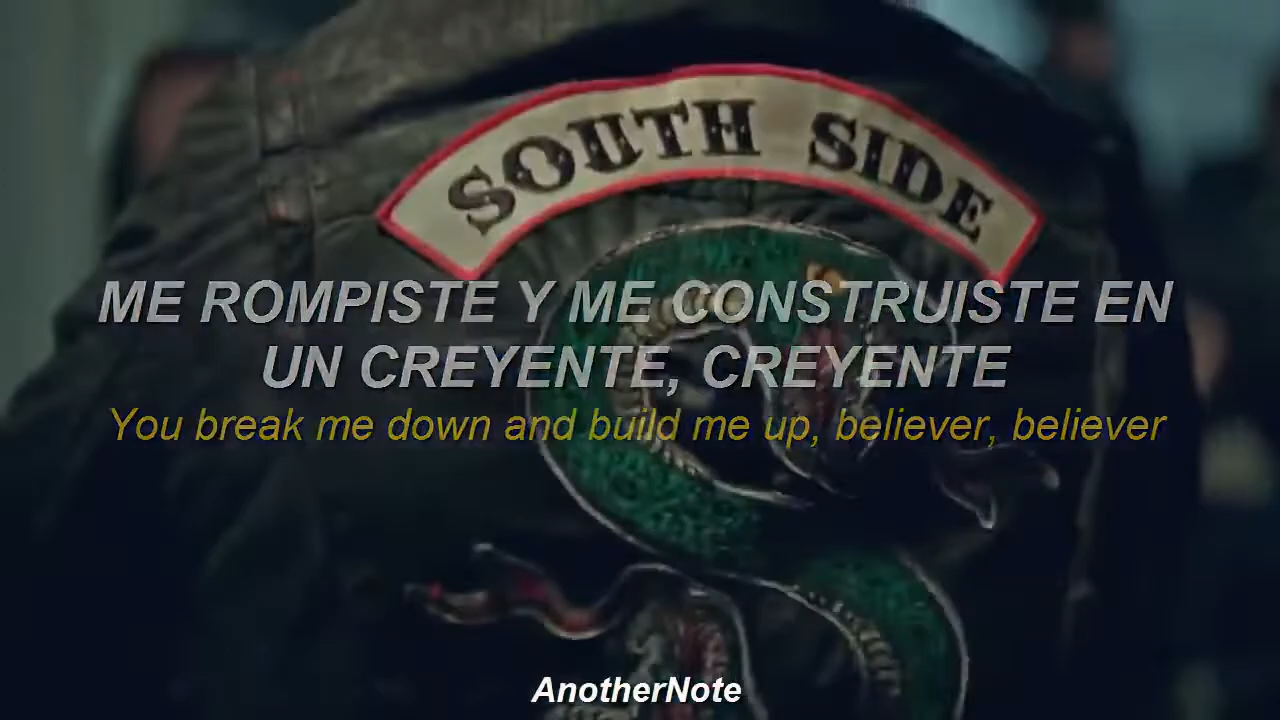 SOUTH SIDE
ME ROMPISTE Y ME CONSTRUISTE EN
UN CREYENTE, CREYENTE
You break me down and build me up, believer, believer
AnotherNote